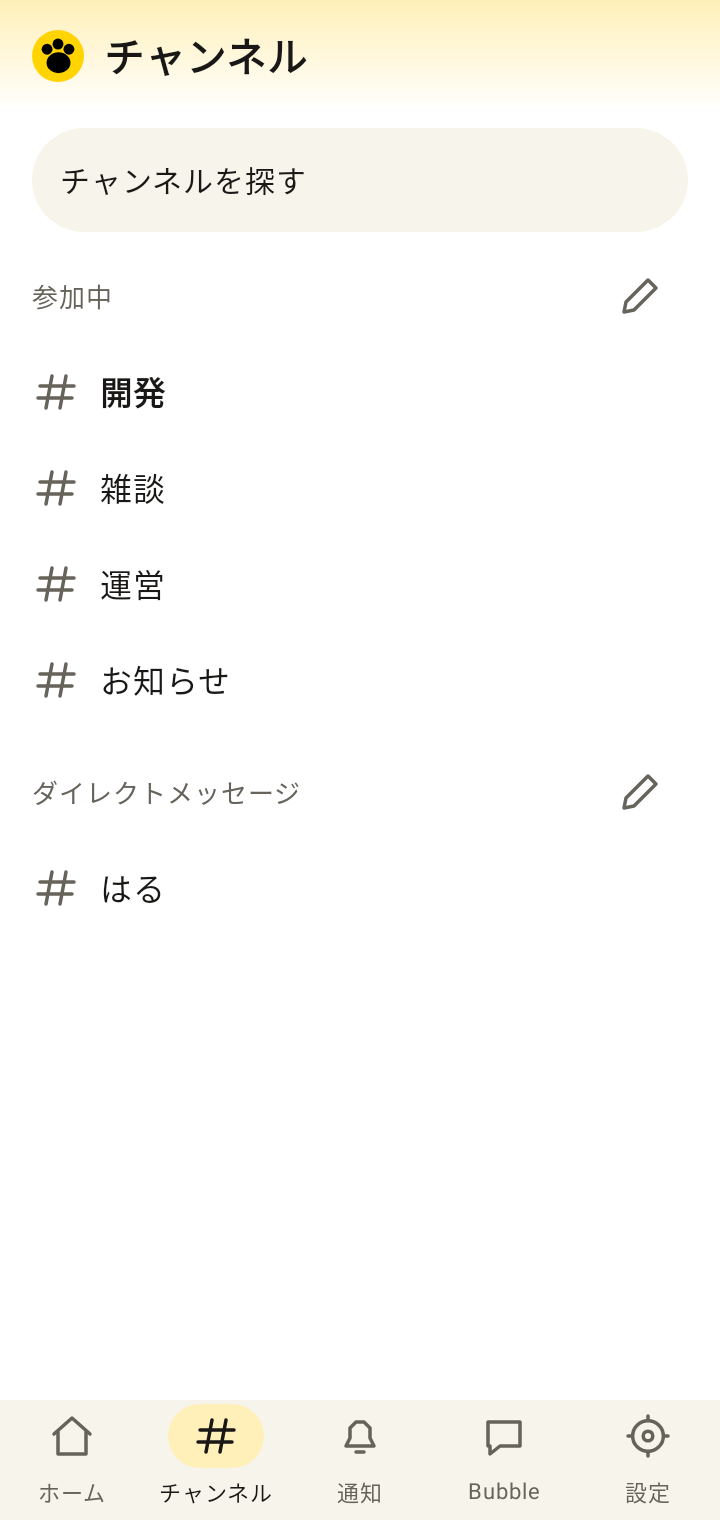 チャンネル
チャンネルを探す
参加中
開発
雑談
運営
お知らせ
ダイレクトメッセージ
はる
ホーム
チャンネル
通知
Bubble
設定